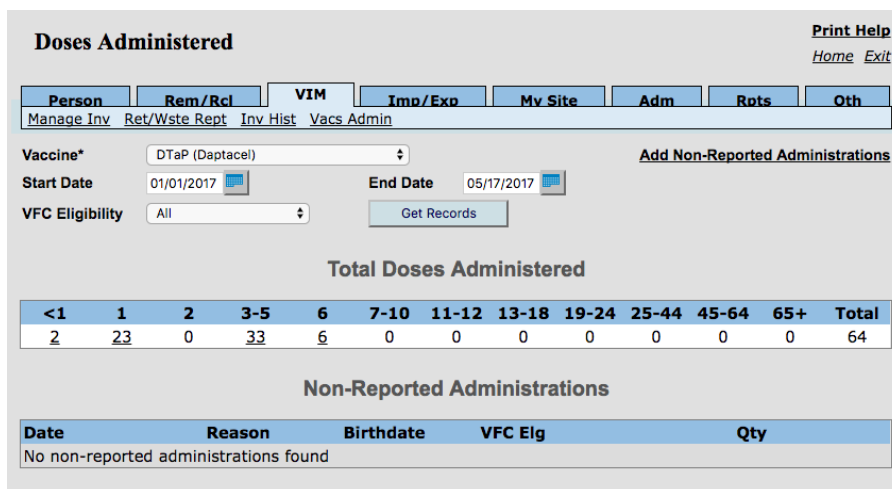 Doses Administered
Print Help
Home Exit
Person Rem/Rcl VIM Imp/Exp My Site Adm Rpts Oth
Manage Inv Ret/Wste Rept Inv Hist Vacs Admin
Vaccine* DTaP (Daptacel) Add Non-Reported Administrations
Start Date 01/01/2017 End Date 05/17/2017
VFC Eligibility All Get Records
Total Doses Administered
<1 1 2 3-5 6 7-10 11-12 13-18 19-24 25-44 45-64 65+ Total
2 23 0 33 6 0 0 0 0 0 0 0 64
Non-Reported Administrations
Date Reason Birthdate VFC Elg Qty
No non-reported administrations found